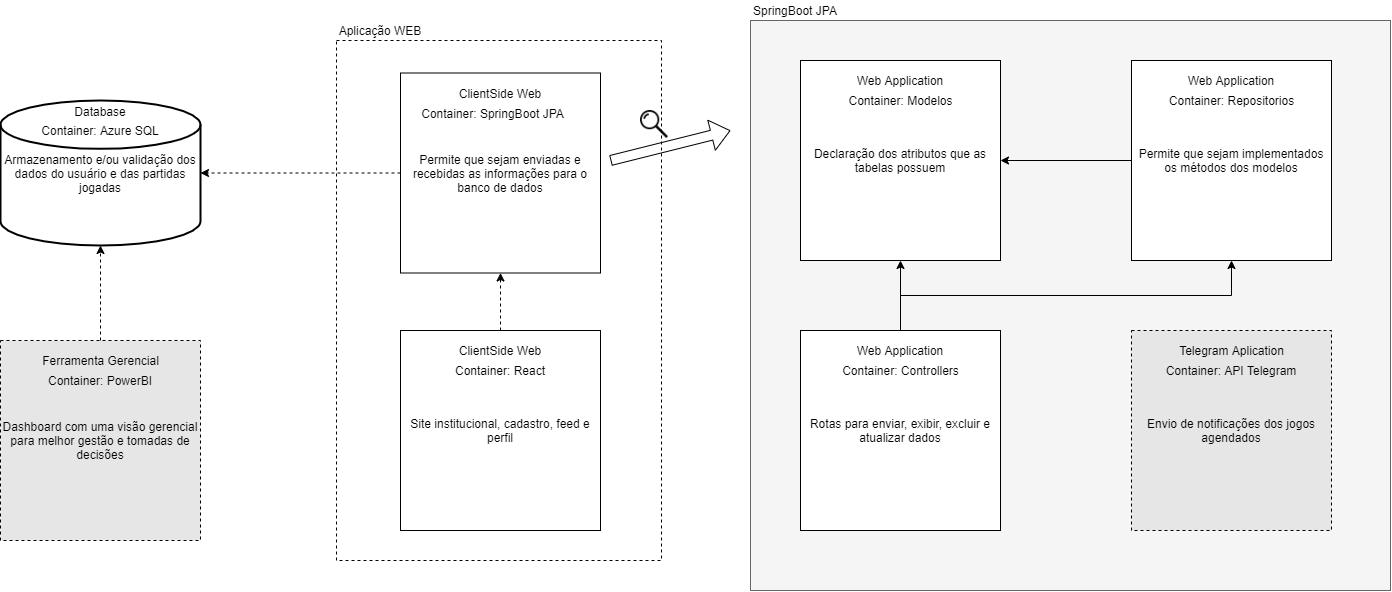 Aplicação WEB
SpringBoot JPA
Database
Container: Azure SQL
Armazenamento e/ou validação dos
dados do usuário e das partidas
jogadas
ClientSide Web
Container: SpringBoot JPA
Permite que sejam enviadas e
recebidas as informações para o
banco de dados
Web Application
Container: Modelos
Declaração dos atributos que as
tabelas possuem
Web Application
Container: Repositorios
Permite que sejam implementados
os métodos dos modelos
Ferramenta Gerencial
Container: PowerBI
Dashboard com uma visão gerencial
para melhor gestão e tomadas de
decisões
ClientSide Web
Container: React
Site institucional, cadastro, feed e
perfil
Web Application
Container: Controllers
Rotas para enviar, exibir, excluir e
atualizar dados
Telegram Aplication
Container: API Telegram
Envio de notificações dos jogos
agendados